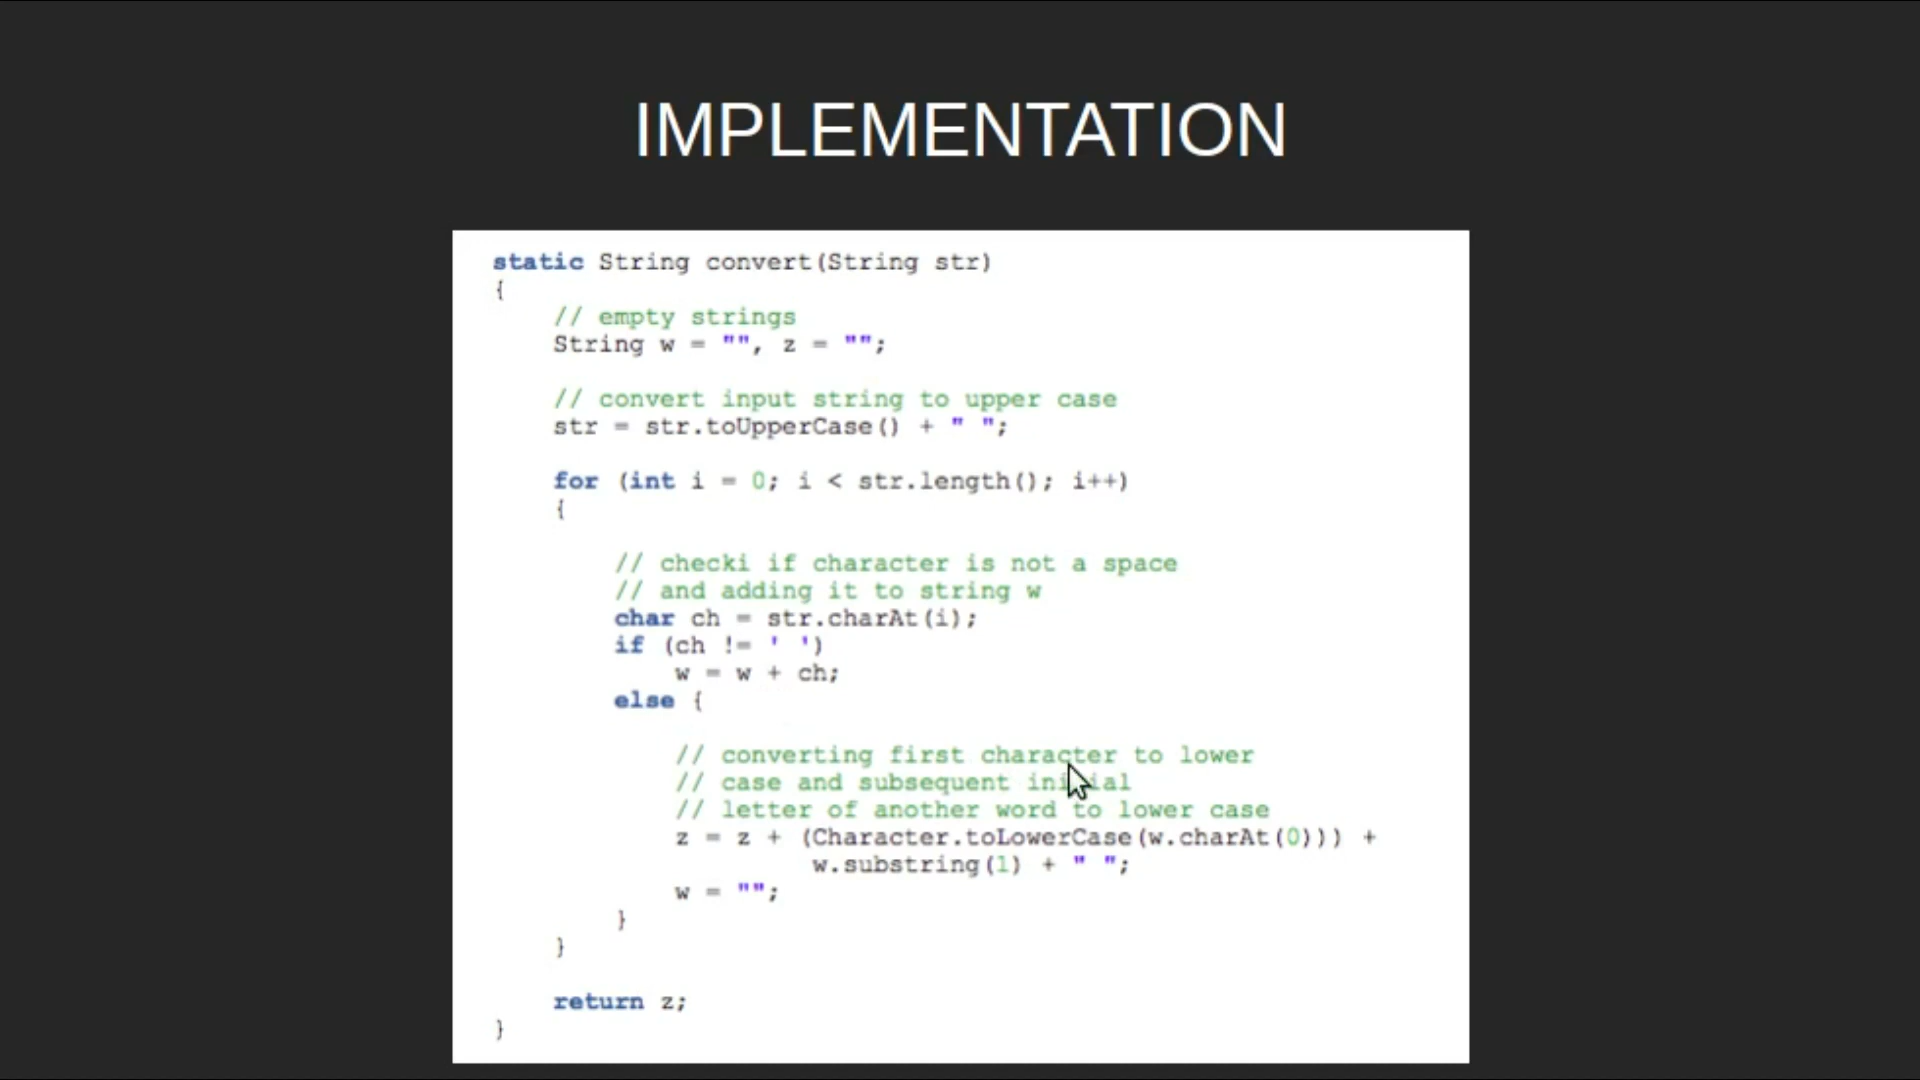 IMPLEMENTATION
static String convert(String str)
{
    // empty strings
    String w = "", z = "";
    // convert input string to upper case
    str = str.toUpperCase() + " ";
    for (int i = 0; i < str.length(); i++)
    {
        // checki if character is not a space
        // and adding it to string w
        char ch = str.charAt(i);
        if (ch != ' ')
            w = w + ch;
        else {
            // converting first character to lower
            // case and subsequent initial
            // letter of another word to lower case
            z = z + (Character.toLowerCase(w.charAt(0))) +
                     w.substring(1) + " ";
            w = "";
        }
    }
    return z;
}